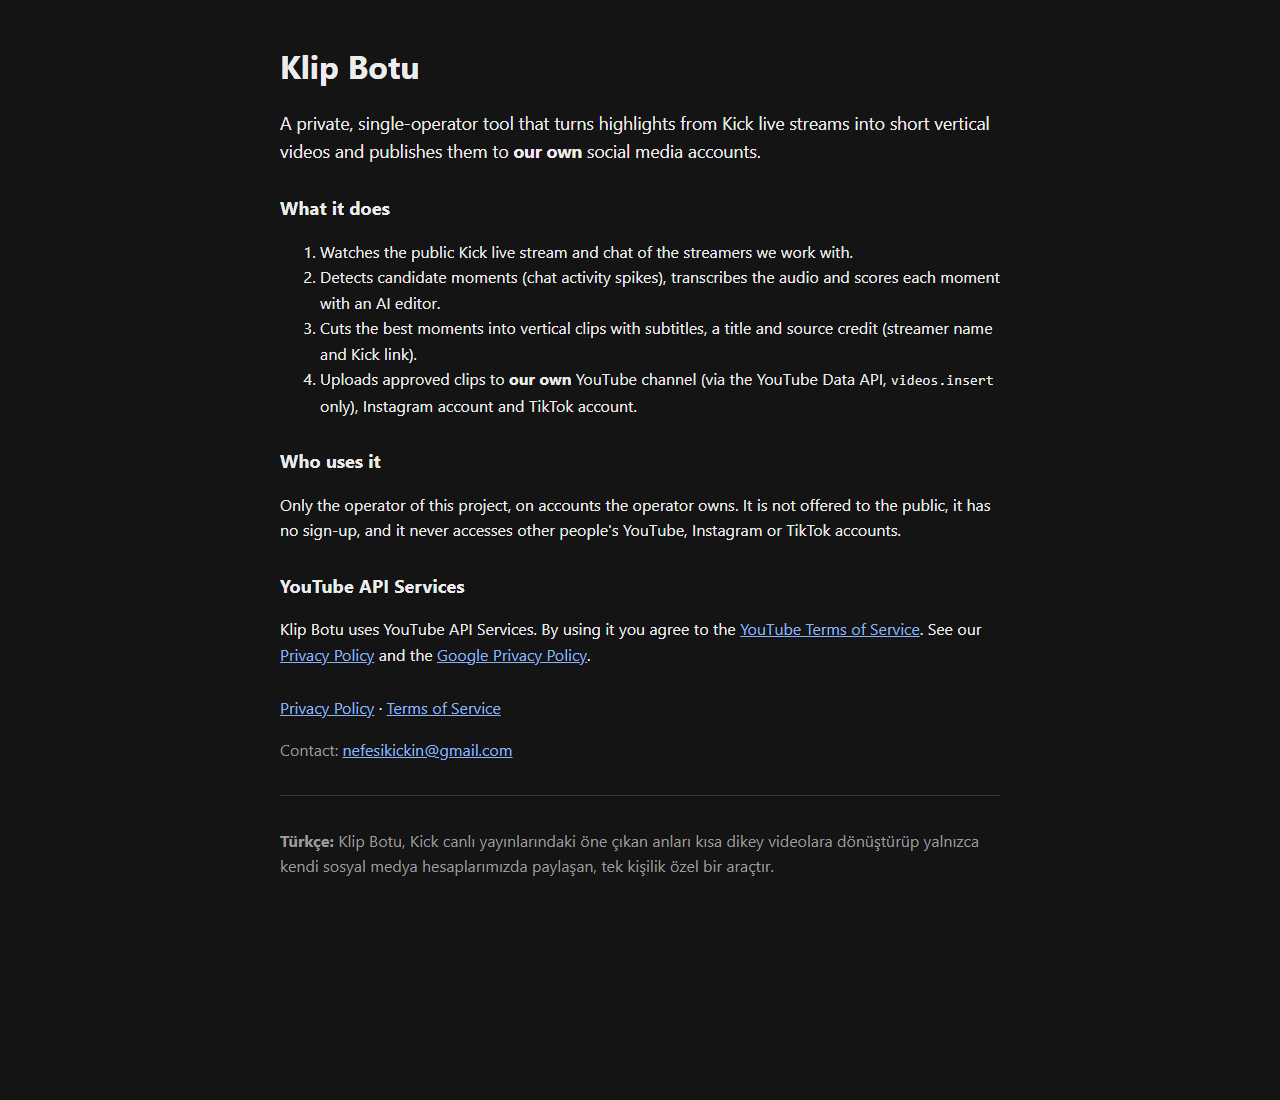 Klip Botu
A private, single-operator tool that turns highlights from Kick live streams into short vertical
videos and publishes them to our own social media accounts.
What it does
1. Watches the public Kick live stream and chat of the streamers we work with.
2. Detects candidate moments (chat activity spikes), transcribes the audio and scores each moment
with an AI editor.
3. Cuts the best moments into vertical clips with subtitles, a title and source credit (streamer name
and Kick link).
4. Uploads approved clips to our own YouTube channel (via the YouTube Data API, videos.insert
only), Instagram account and TikTok account.
Who uses it
Only the operator of this project, on accounts the operator owns. It is not offered to the public, it has
no sign-up, and it never accesses other people's YouTube, Instagram or TikTok accounts.
YouTube API Services
Klip Botu uses YouTube API Services. By using it you agree to the YouTube Terms of Service. See our
Privacy Policy and the Google Privacy Policy.
Privacy Policy · Terms of Service
Contact: nefesikickin@gmail.com
Türkçe: Klip Botu, Kick canlı yayınlarındaki öne çıkan anları kısa dikey videolara dönüştürüp yalnızca
kendi sosyal medya hesaplarımızda paylaşan, tek kişilik özel bir araçtır.